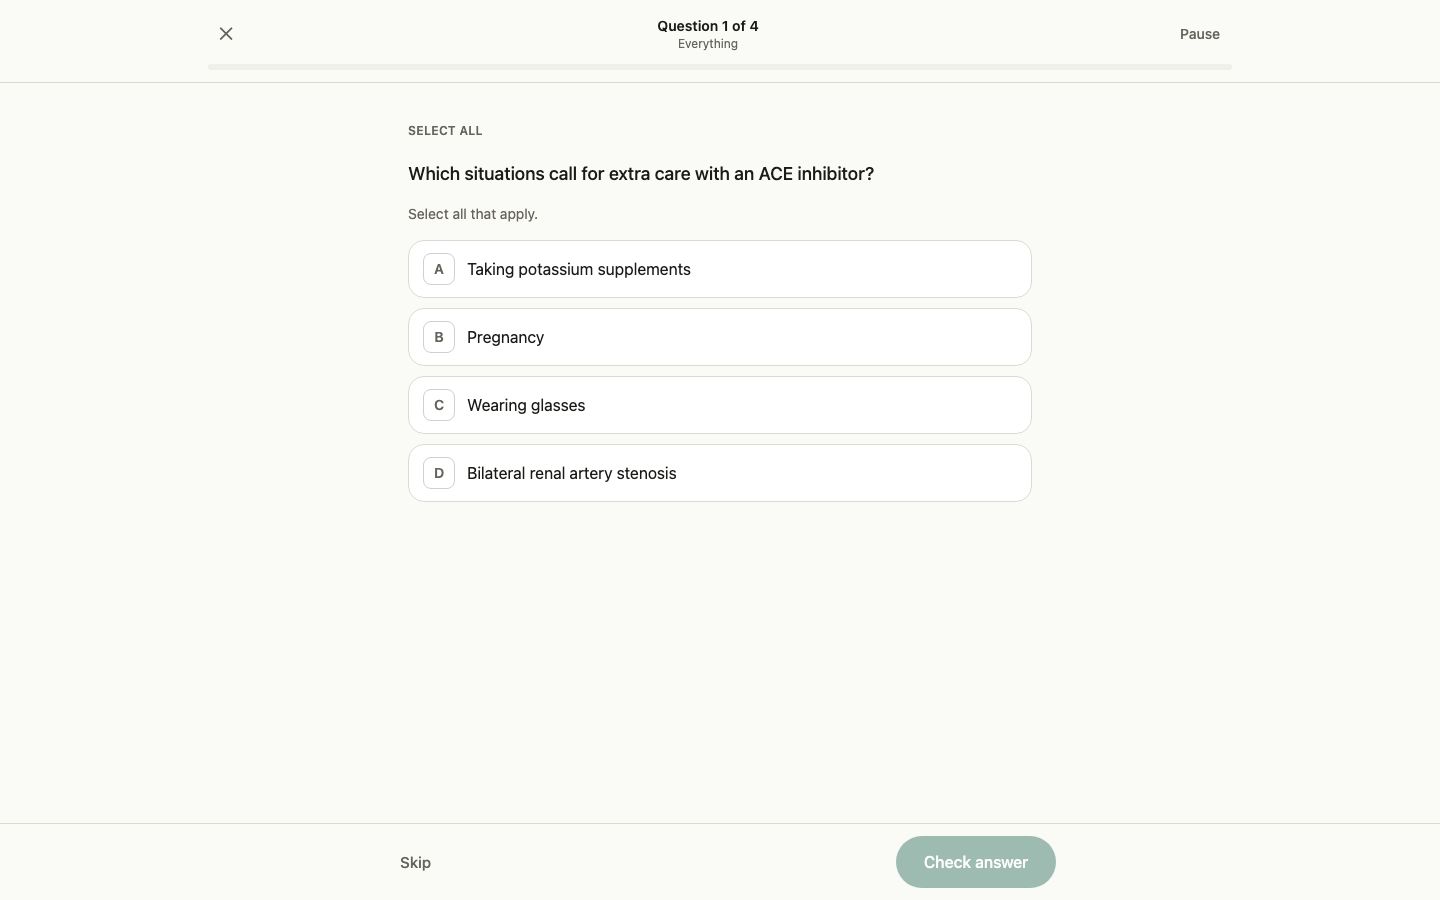 Question 1 of 4
Everything
Pause
SELECT ALL
Which situations call for extra care with an ACE inhibitor?
Select all that apply.
A Taking potassium supplements
B Pregnancy
C Wearing glasses
D Bilateral renal artery stenosis
Skip
Check answer